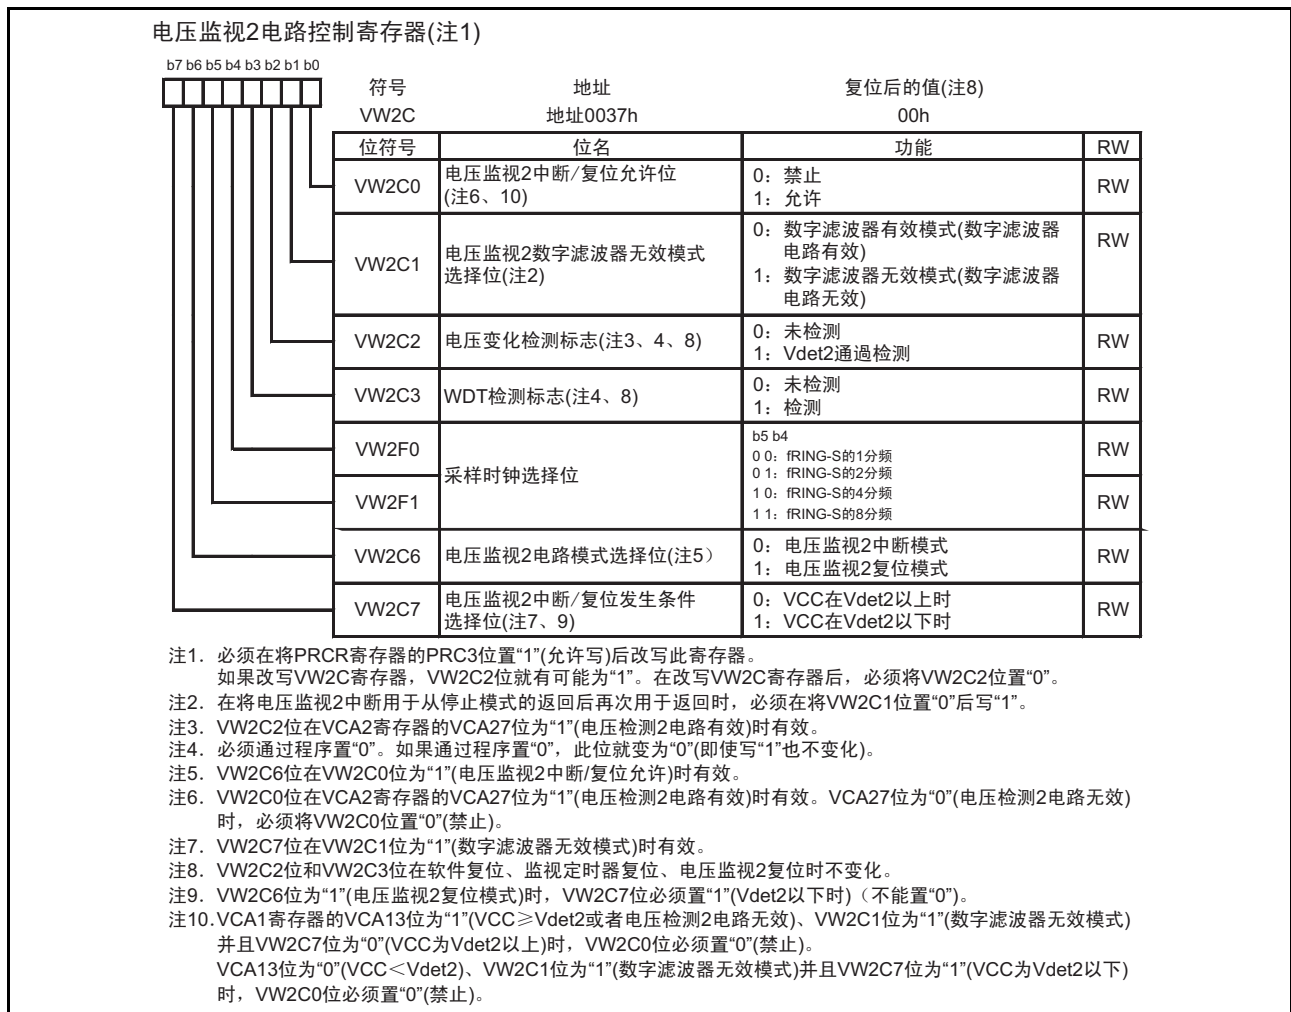 电压监视2电路控制寄存器(注1)
b7 b6 b5 b4 b3 b2 b1 b0
符号 地址 复位后的值(注8)
VW2C 地址0037h 00h
位符号 位名 功能 RW
VW2C0 电压监视2中断/复位允许位 (注6、10) 0：禁止 RW
1：允许
VW2C1 电压监视2数字滤波器无效模式 选择位(注2) 0：数字滤波器有效模式(数字滤波器 RW
电路有效)
1：数字滤波器无效模式(数字滤波器
电路无效)
VW2C2 电压变化检测标志(注3、4、8) 0：未检测 RW
1：Vdet2通過检测
VW2C3 WDT检测标志(注4、8) 0：未检测 RW
1：检测
VW2F0 采样时钟选择位 b5 b4 RW
0 0：fRING-S的1分频
0 1：fRING-S的2分频
VW2F1 1 0：fRING-S的4分频 RW
1 1：fRING-S的8分频
VW2C6 电压监视2电路模式选择位(注5） 0：电压监视2中断模式 RW
1：电压监视2复位模式
VW2C7 电压监视2中断/复位发生条件 选择位(注7、9) 0：VCC在Vdet2以上时 RW
1：VCC在Vdet2以下时
注1. 必须在将PRCR寄存器的PRC3位置“1”(允许写)后改写此寄存器。
如果改写VW2C寄存器，VW2C2位就有可能为“1”。在改写VW2C寄存器后，必须将VW2C2位置“0”。
注2. 在将电压监视2中断用于从停止模式的返回后再次用于返回时，必须在将VW2C1位置“0”后写“1”。
注3. VW2C2位在VCA2寄存器的VCA27位为“1”(电压检测2电路有效)时有效。
注4. 必须通过程序置“0”。如果通过程序置“0”，此位就变为“0”(即使写“1”也不变化)。
注5. VW2C6位在VW2C0位为“1”(电压监视2中断/复位允许)时有效。
注6. VW2C0位在VCA2寄存器的VCA27位为“1”(电压检测2电路有效)时有效。VCA27位为“0”(电压检测2电路无效)
时，必须将VW2C0位置“0”(禁止)。
注7. VW2C7位在VW2C1位为“1”(数字滤波器无效模式)时有效。
注8. VW2C2位和VW2C3位在软件复位、监视定时器复位、电压监视2复位时不变化。
注9. VW2C6位为“1”(电压监视2复位模式)时，VW2C7位必须置“1”(Vdet2以下时)（不能置“0”)。
注10.VCA1寄存器的VCA13位为“1”(VCC≥Vdet2或者电压检测2电路无效)、VW2C1位为“1”(数字滤波器无效模式)
并且VW2C7位为“0”(VCC为Vdet2以上)时，VW2C0位必须置“0”(禁止)。
VCA13位为“0”(VCC＜Vdet2)、VW2C1位为“1”(数字滤波器无效模式)并且VW2C7位为“1”(VCC为Vdet2以下)
时，VW2C0位必须置“0”(禁止)。